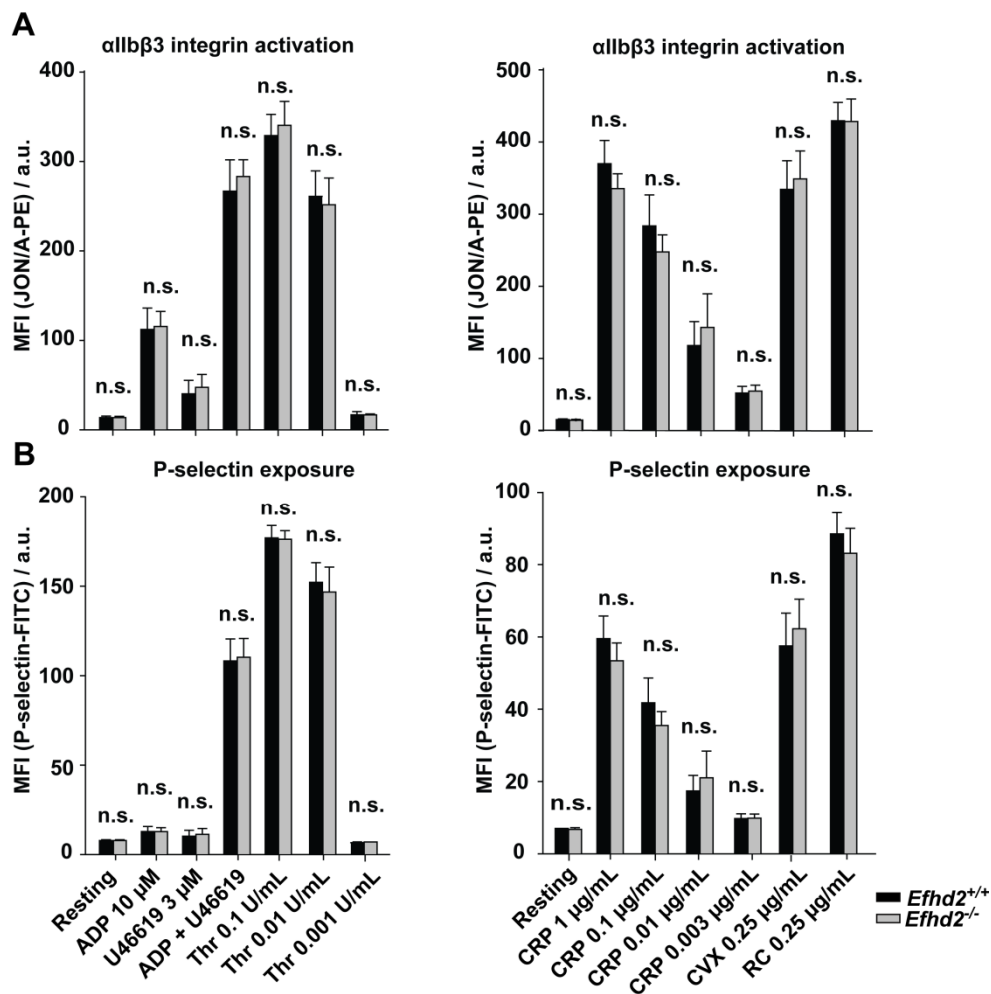 A
αIIbβ3 integrin activation
MFI (JON/A-PE) / a.u.
400
300
200
100
0
n.s.
n.s.
n.s.
n.s.
n.s.
n.s.
n.s.
αIIbβ3 integrin activation
MFI (JON/A-PE) / a.u.
500
400
300
200
100
0
n.s.
n.s.
n.s.
n.s.
n.s.
n.s.
n.s.
B
P-selectin exposure
MFI (P-selectin-FITC) / a.u.
200
150
100
50
0
n.s.
n.s.
n.s.
n.s.
n.s.
n.s.
n.s.
Resting
ADP 10 µM
U46619 3 µM
ADP + U46619
Thr 0.1 U/mL
Thr 0.01 U/mL
Thr 0.001 U/mL
P-selectin exposure
MFI (P-selectin-FITC) / a.u.
100
80
60
40
20
0
n.s.
n.s.
n.s.
n.s.
n.s.
n.s.
n.s.
Resting
CRP 1 µg/mL
CRP 0.1 µg/mL
CRP 0.01 µg/mL
CRP 0.003 µg/mL
CVX 0.25 µg/mL
RC 0.25 µg/mL
Efhd2+/+
Efhd2-/-